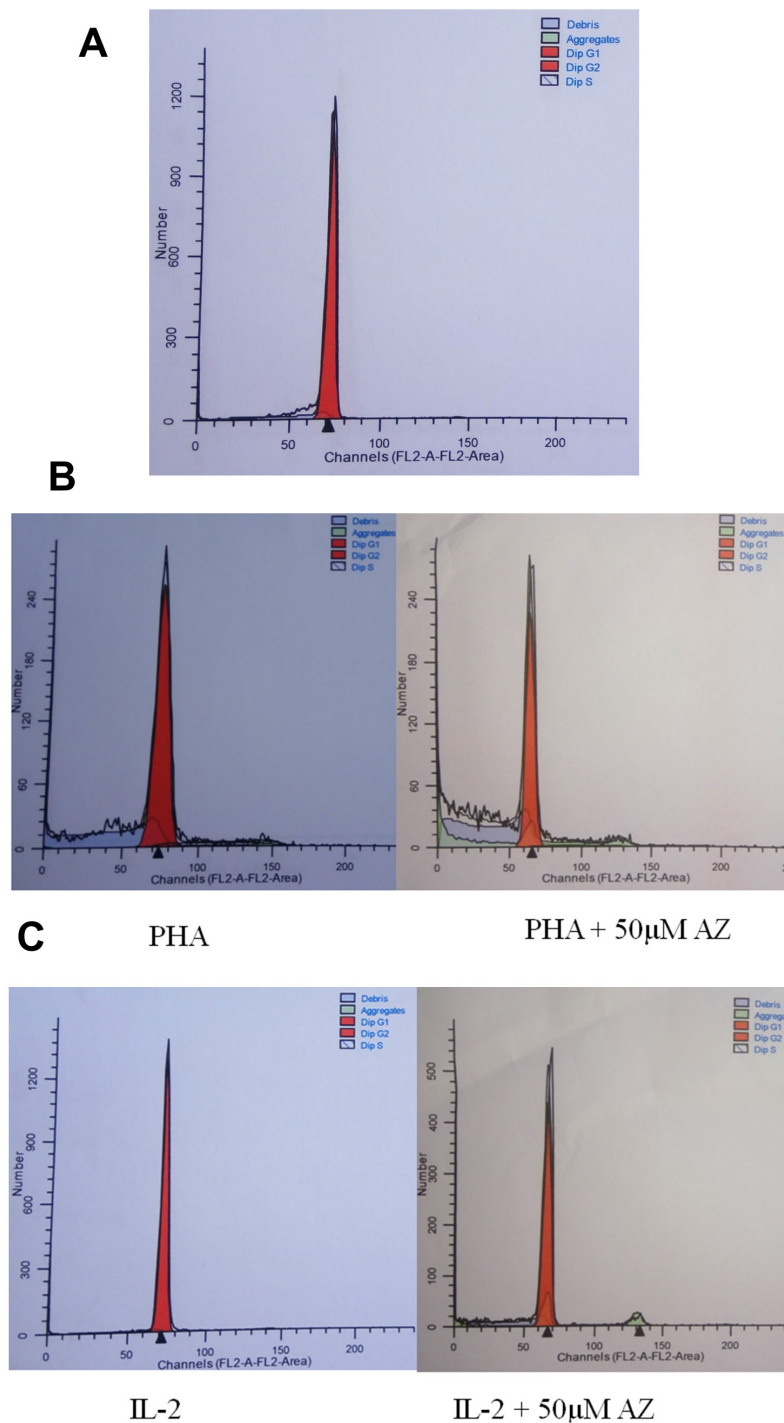 A
Debris
Aggregates
Dip G1
Dip G2
Dip S
Number
1200
900
600
300
0
0 50 100 150 200
Channels (FL2-A-FL2-Area)
B
Debris
Aggregates
Dip G1
Dip G2
Dip S
Number
240
180
120
60
0
0 50 100 150 200
Channels (FL2-A-FL2-Area)
PHA
Debris
Aggregates
Dip G1
Dip G2
Dip S
Number
240
180
120
60
0
0 50 100 150 200
Channels (FL2-A-FL2-Area)
PHA + 50μM AZ
C
Debris
Aggregates
Dip G1
Dip G2
Dip S
Number
1200
900
600
300
0
0 50 100 150 200
Channels (FL2-A-FL2-Area)
IL-2
Debris
Aggrega
Dip G1
Dip G2
Dip S
Number
500
400
300
200
100
0
0 50 100 150 200
Channels (FL2-A-FL2-Area)
IL-2 + 50μM AZ